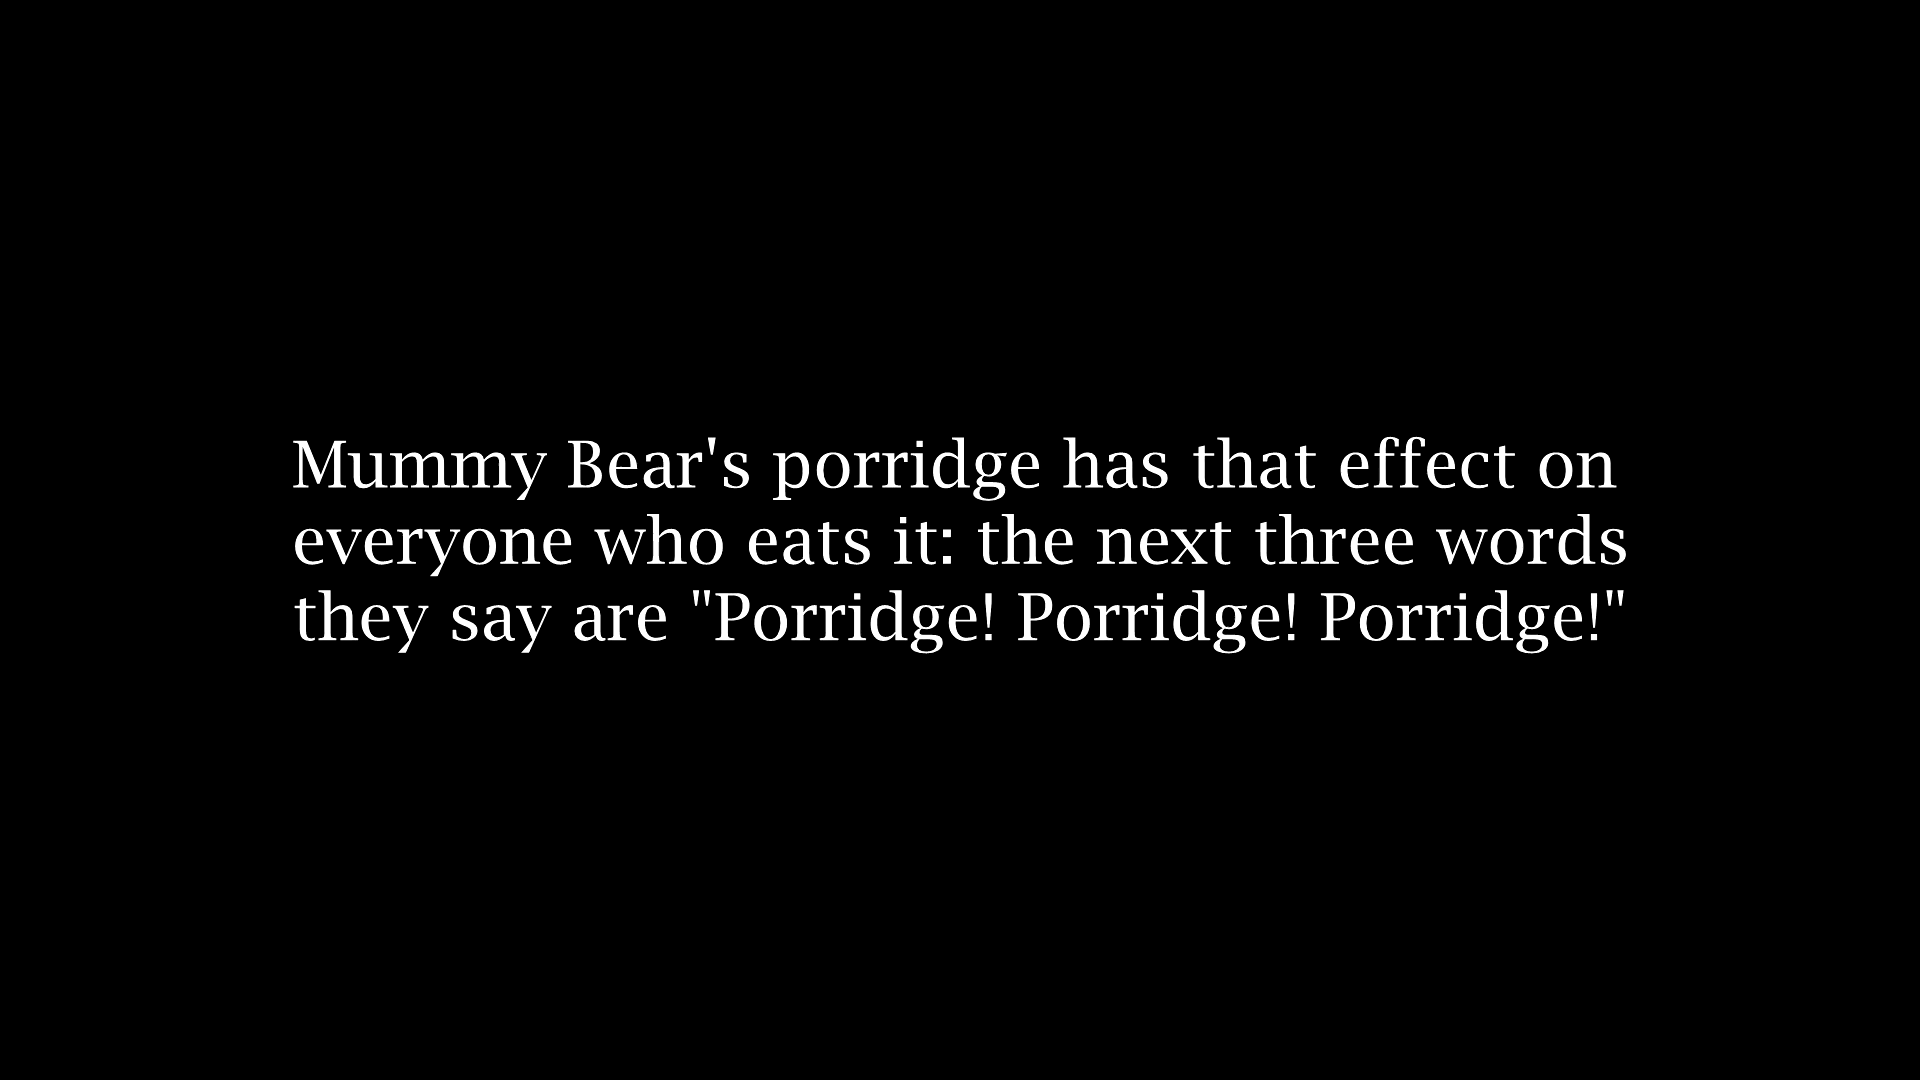 Mummy Bear's porridge has that effect on
everyone who eats it: the next three words
they say are "Porridge! Porridge! Porridge!"